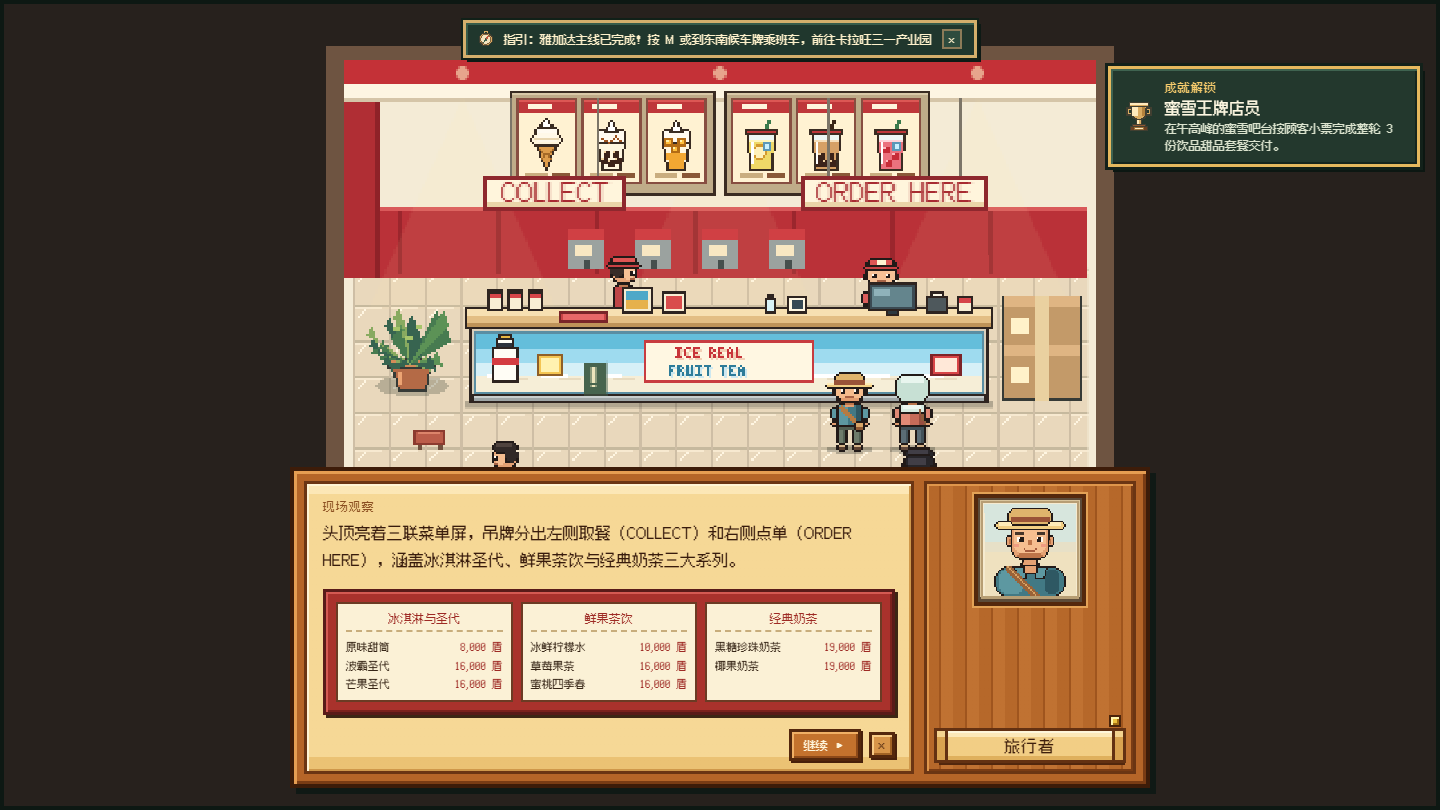 指引：雅加达主线已完成！按 M 或到东南候车牌乘班车，前往卡拉旺三一产业园
成就解锁
蜜雪王牌店员
在午高峰的蜜雪吧台按顾客小票完成整轮 3
份饮品甜品套餐交付。
COLLECT
ORDER HERE
ICE REAL
FRUIT TEA
现场观察
头顶亮着三联菜单屏，吊牌分出左侧取餐（COLLECT）和右侧点单（ORDER
HERE），涵盖冰淇淋圣代、鲜果茶饮与经典奶茶三大系列。
冰淇淋与圣代
原味甜筒 8,000 盾
波霸圣代 16,000 盾
芒果圣代 16,000 盾
鲜果茶饮
冰鲜柠檬水 10,000 盾
草莓果茶 16,000 盾
蜜桃四季春 16,000 盾
经典奶茶
黑糖珍珠奶茶 19,000 盾
椰果奶茶 19,000 盾
继续
旅行者